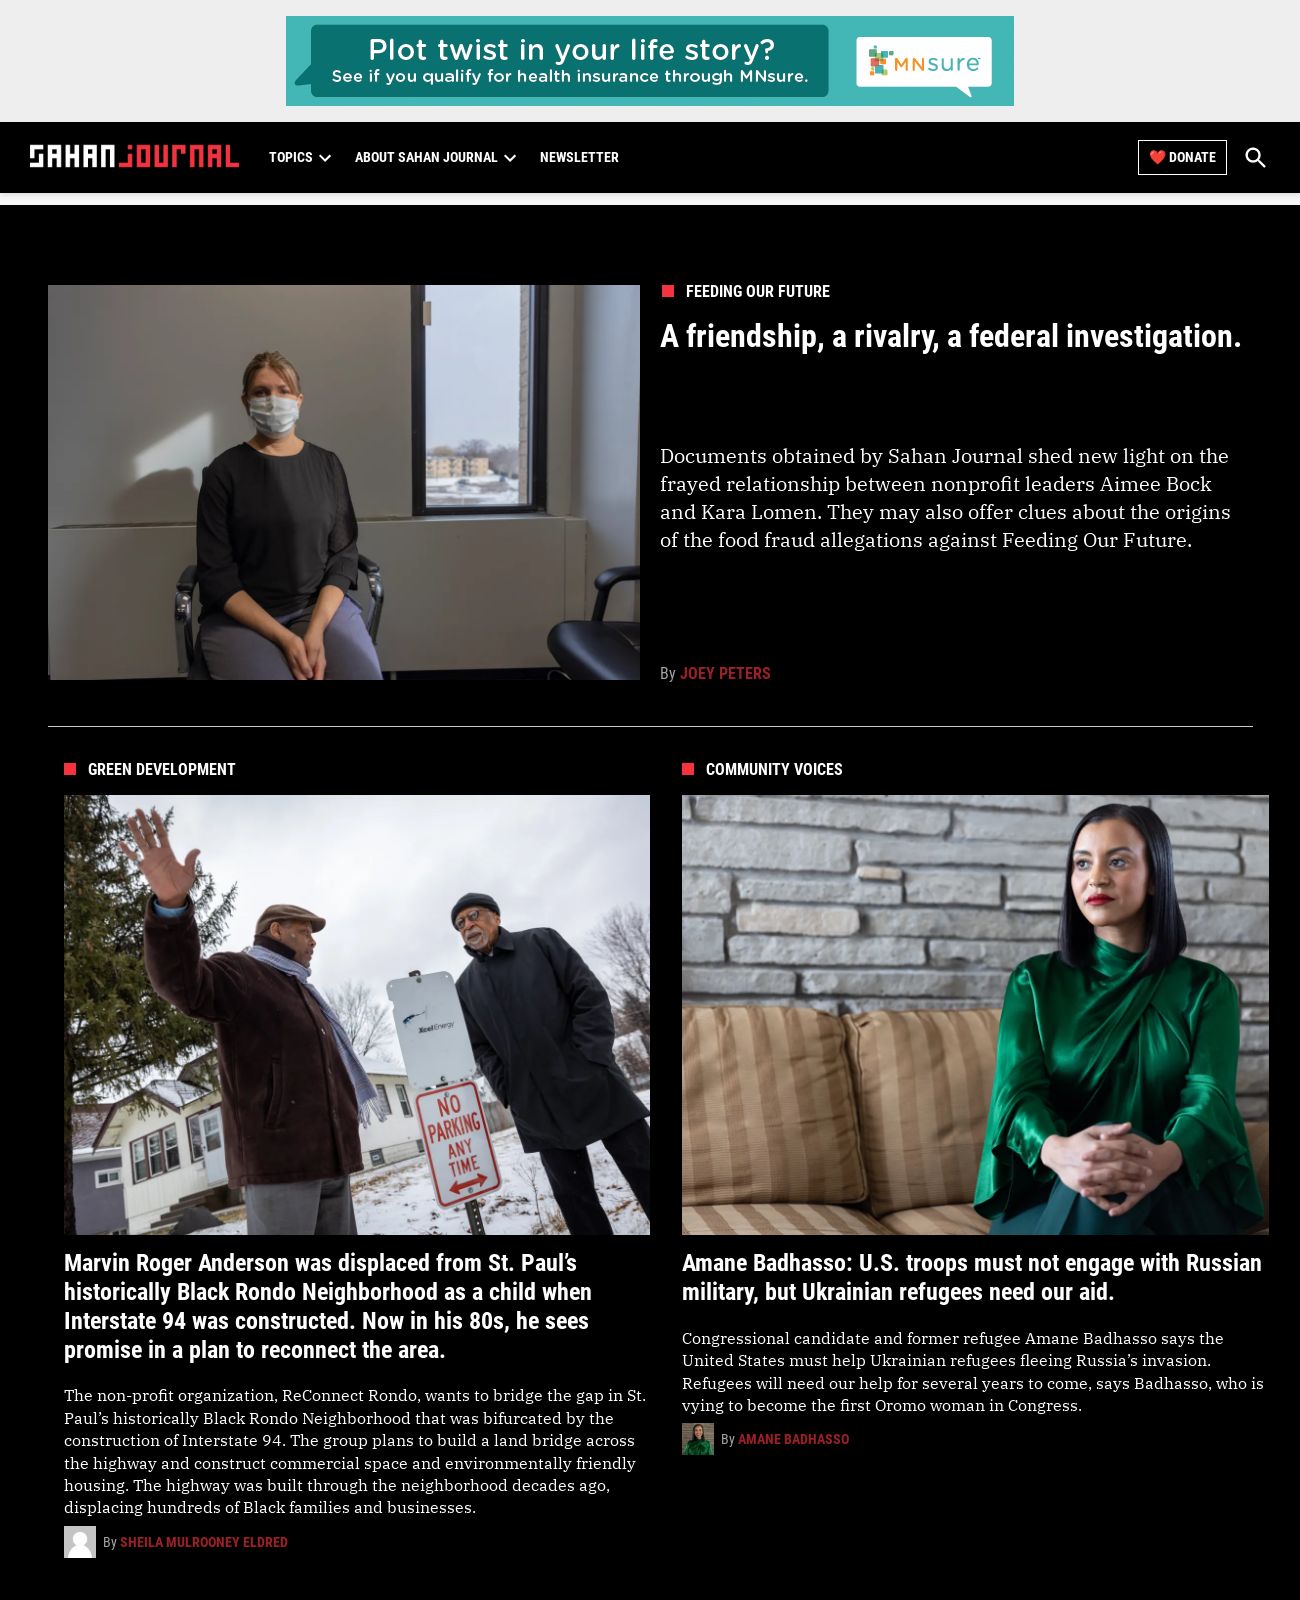 Plot twist in your life story?
See if you qualify for health insurance through MNsure.
MNsure
SAHAN JOURNAL
TOPICS
ABOUT SAHAN JOURNAL
NEWSLETTER
❤️ DONATE
FEEDING OUR FUTURE
A friendship, a rivalry, a federal investigation.
Documents obtained by Sahan Journal shed new light on the
frayed relationship between nonprofit leaders Aimee Bock
and Kara Lomen. They may also offer clues about the origins
of the food fraud allegations against Feeding Our Future.
By JOEY PETERS
GREEN DEVELOPMENT
XcelEnergy
NO
PARKING
ANY
TIME
Marvin Roger Anderson was displaced from St. Paul’s
historically Black Rondo Neighborhood as a child when
Interstate 94 was constructed. Now in his 80s, he sees
promise in a plan to reconnect the area.
The non-profit organization, ReConnect Rondo, wants to bridge the gap in St.
Paul’s historically Black Rondo Neighborhood that was bifurcated by the
construction of Interstate 94. The group plans to build a land bridge across
the highway and construct commercial space and environmentally friendly
housing. The highway was built through the neighborhood decades ago,
displacing hundreds of Black families and businesses.
By SHEILA MULROONEY ELDRED
COMMUNITY VOICES
Amane Badhasso: U.S. troops must not engage with Russian
military, but Ukrainian refugees need our aid.
Congressional candidate and former refugee Amane Badhasso says the
United States must help Ukrainian refugees fleeing Russia’s invasion.
Refugees will need our help for several years to come, says Badhasso, who is
vying to become the first Oromo woman in Congress.
By AMANE BADHASSO